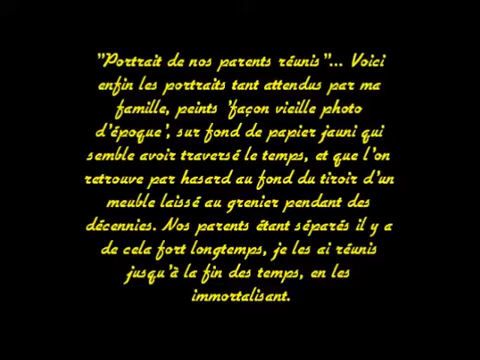 "Portrait de nos parents réunis"... Voici
enfin les portraits tant attendus par ma
famille, peints 'façon vieille photo
d'époque', sur fond de papier jauni qui
semble avoir traversé le temps, et que l'on
retrouve par hasard au fond du tiroir d'un
meuble laissé au grenier pendant des
décennies. Nos parents étant séparés il y a
de cela fort longtemps, je les ai réunis
jusqu'à la fin des temps, en les
immortalisant.